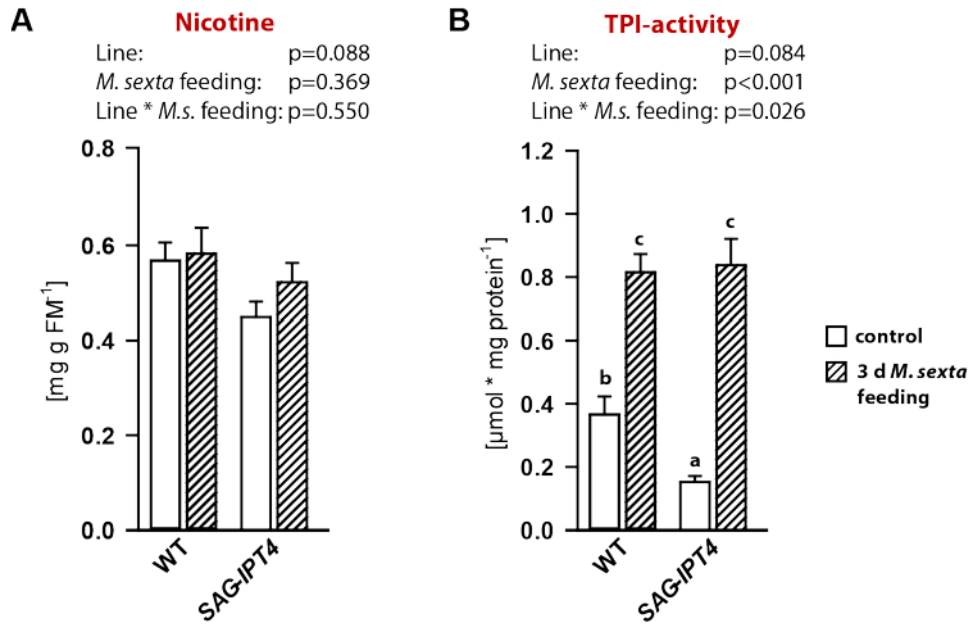 A
Nicotine
Line: p=0.088
M. sexta feeding: p=0.369
Line * M.s. feeding: p=0.550
[mg g FM⁻¹]
0.8
0.6
0.4
0.2
0.0
WT
SAG-IPT4
B
TPI-activity
Line: p=0.084
M. sexta feeding: p<0.001
Line * M.s. feeding: p=0.026
[µmol * mg protein⁻¹]
1.2
1.0
0.8
0.6
0.4
0.2
0.0
b
c
a
c
WT
SAG-IPT4
control
3 d M. sexta
feeding